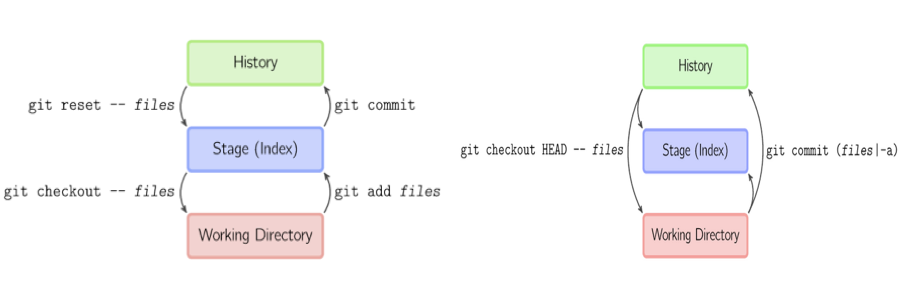 History
git reset -- files
git commit
Stage (Index)
git checkout -- files
git add files
Working Directory
History
git checkout HEAD -- files
Stage (Index)
git commit (files|-a)
Working Directory